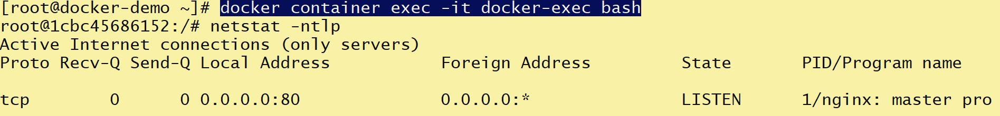 [root@docker-demo ~]# docker container exec -it docker-exec bash
root@1cbc45686152:/# netstat -ntlp
Active Internet connections (only servers)
Proto Recv-Q Send-Q Local Address           Foreign Address         State       PID/Program name
tcp        0      0 0.0.0.0:80              0.0.0.0:*               LISTEN      1/nginx: master pro